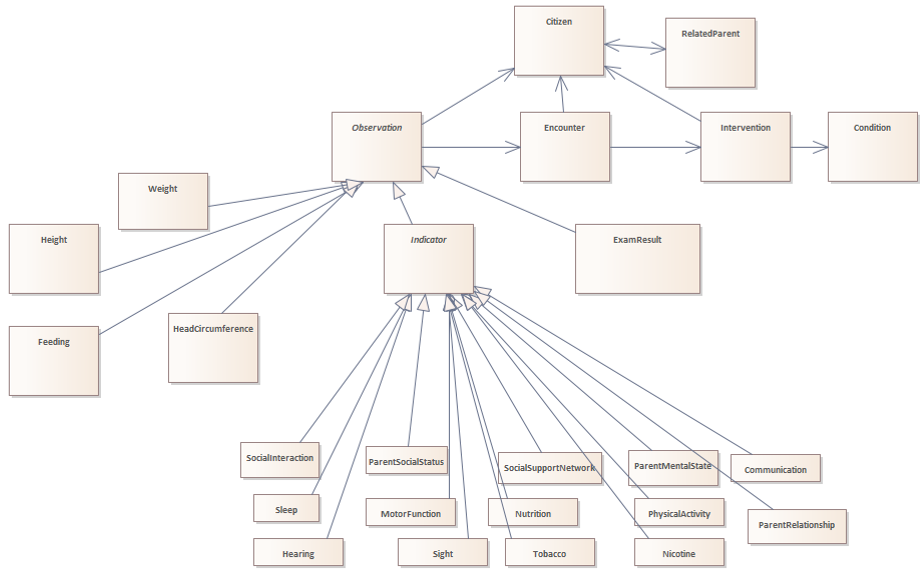 Citizen
RelatedParent
Observation
Encounter
Intervention
Condition
Weight
Height
Indicator
ExamResult
HeadCircumference
Feeding
SocialInteraction
ParentSocialStatus
SocialSupportNetwork
ParentMentalState
Communication
Sleep
MotorFunction
Nutrition
PhysicalActivity
ParentRelationship
Hearing
Sight
Tobacco
Nicotine